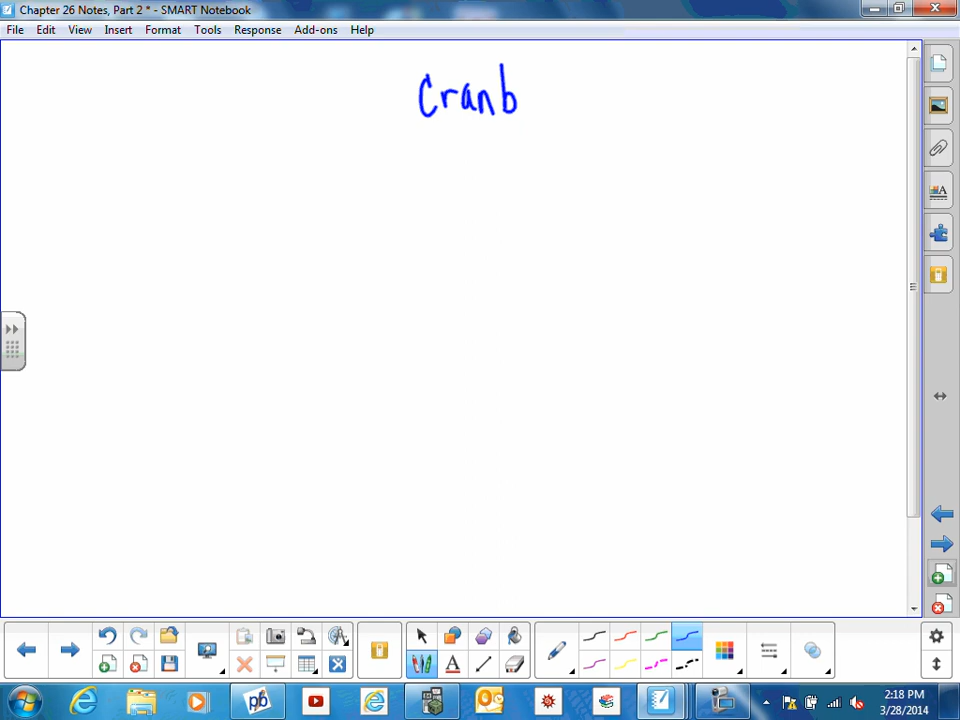 Chapter 26 Notes, Part 2 * - SMART Notebook
File Edit View Insert Format Tools Response Add-ons Help
Cranb
2:18 PM
3/28/2014